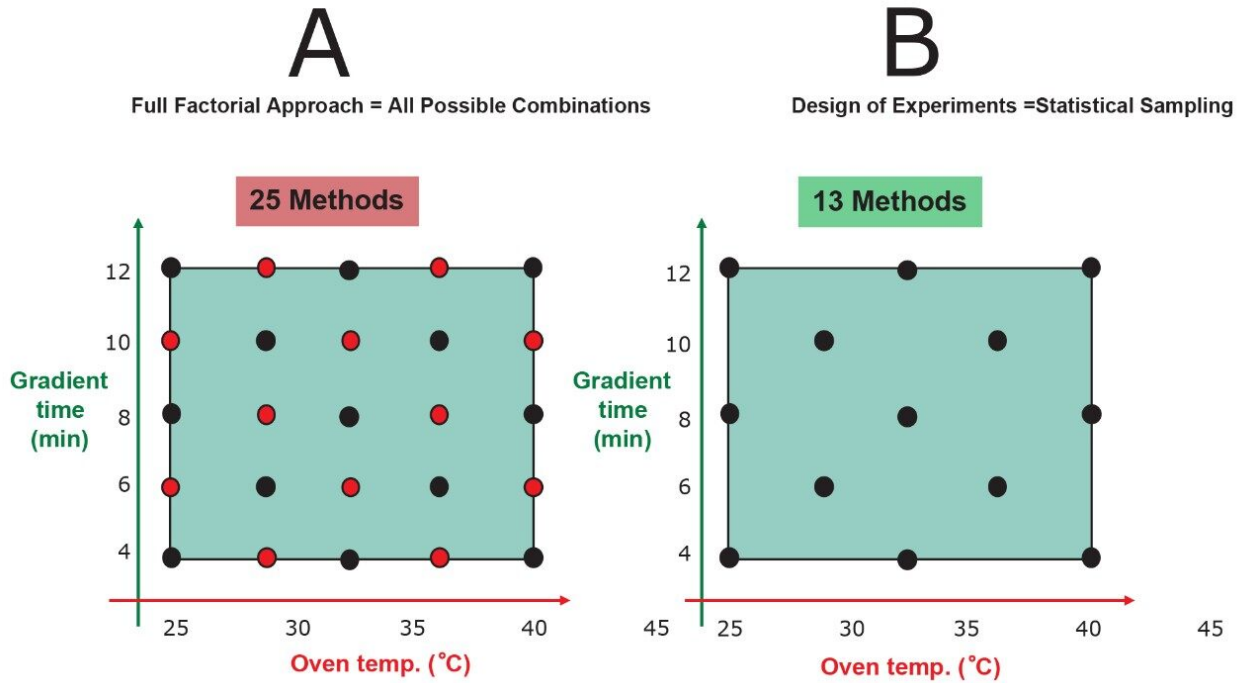 A
Full Factorial Approach = All Possible Combinations
25 Methods
12
10
8
6
4
Gradient
time
(min)
25 30 35 40 45
Oven temp. (°C)
B
Design of Experiments =Statistical Sampling
13 Methods
12
10
8
6
4
Gradient
time
(min)
25 30 35 40 45
Oven temp. (°C)